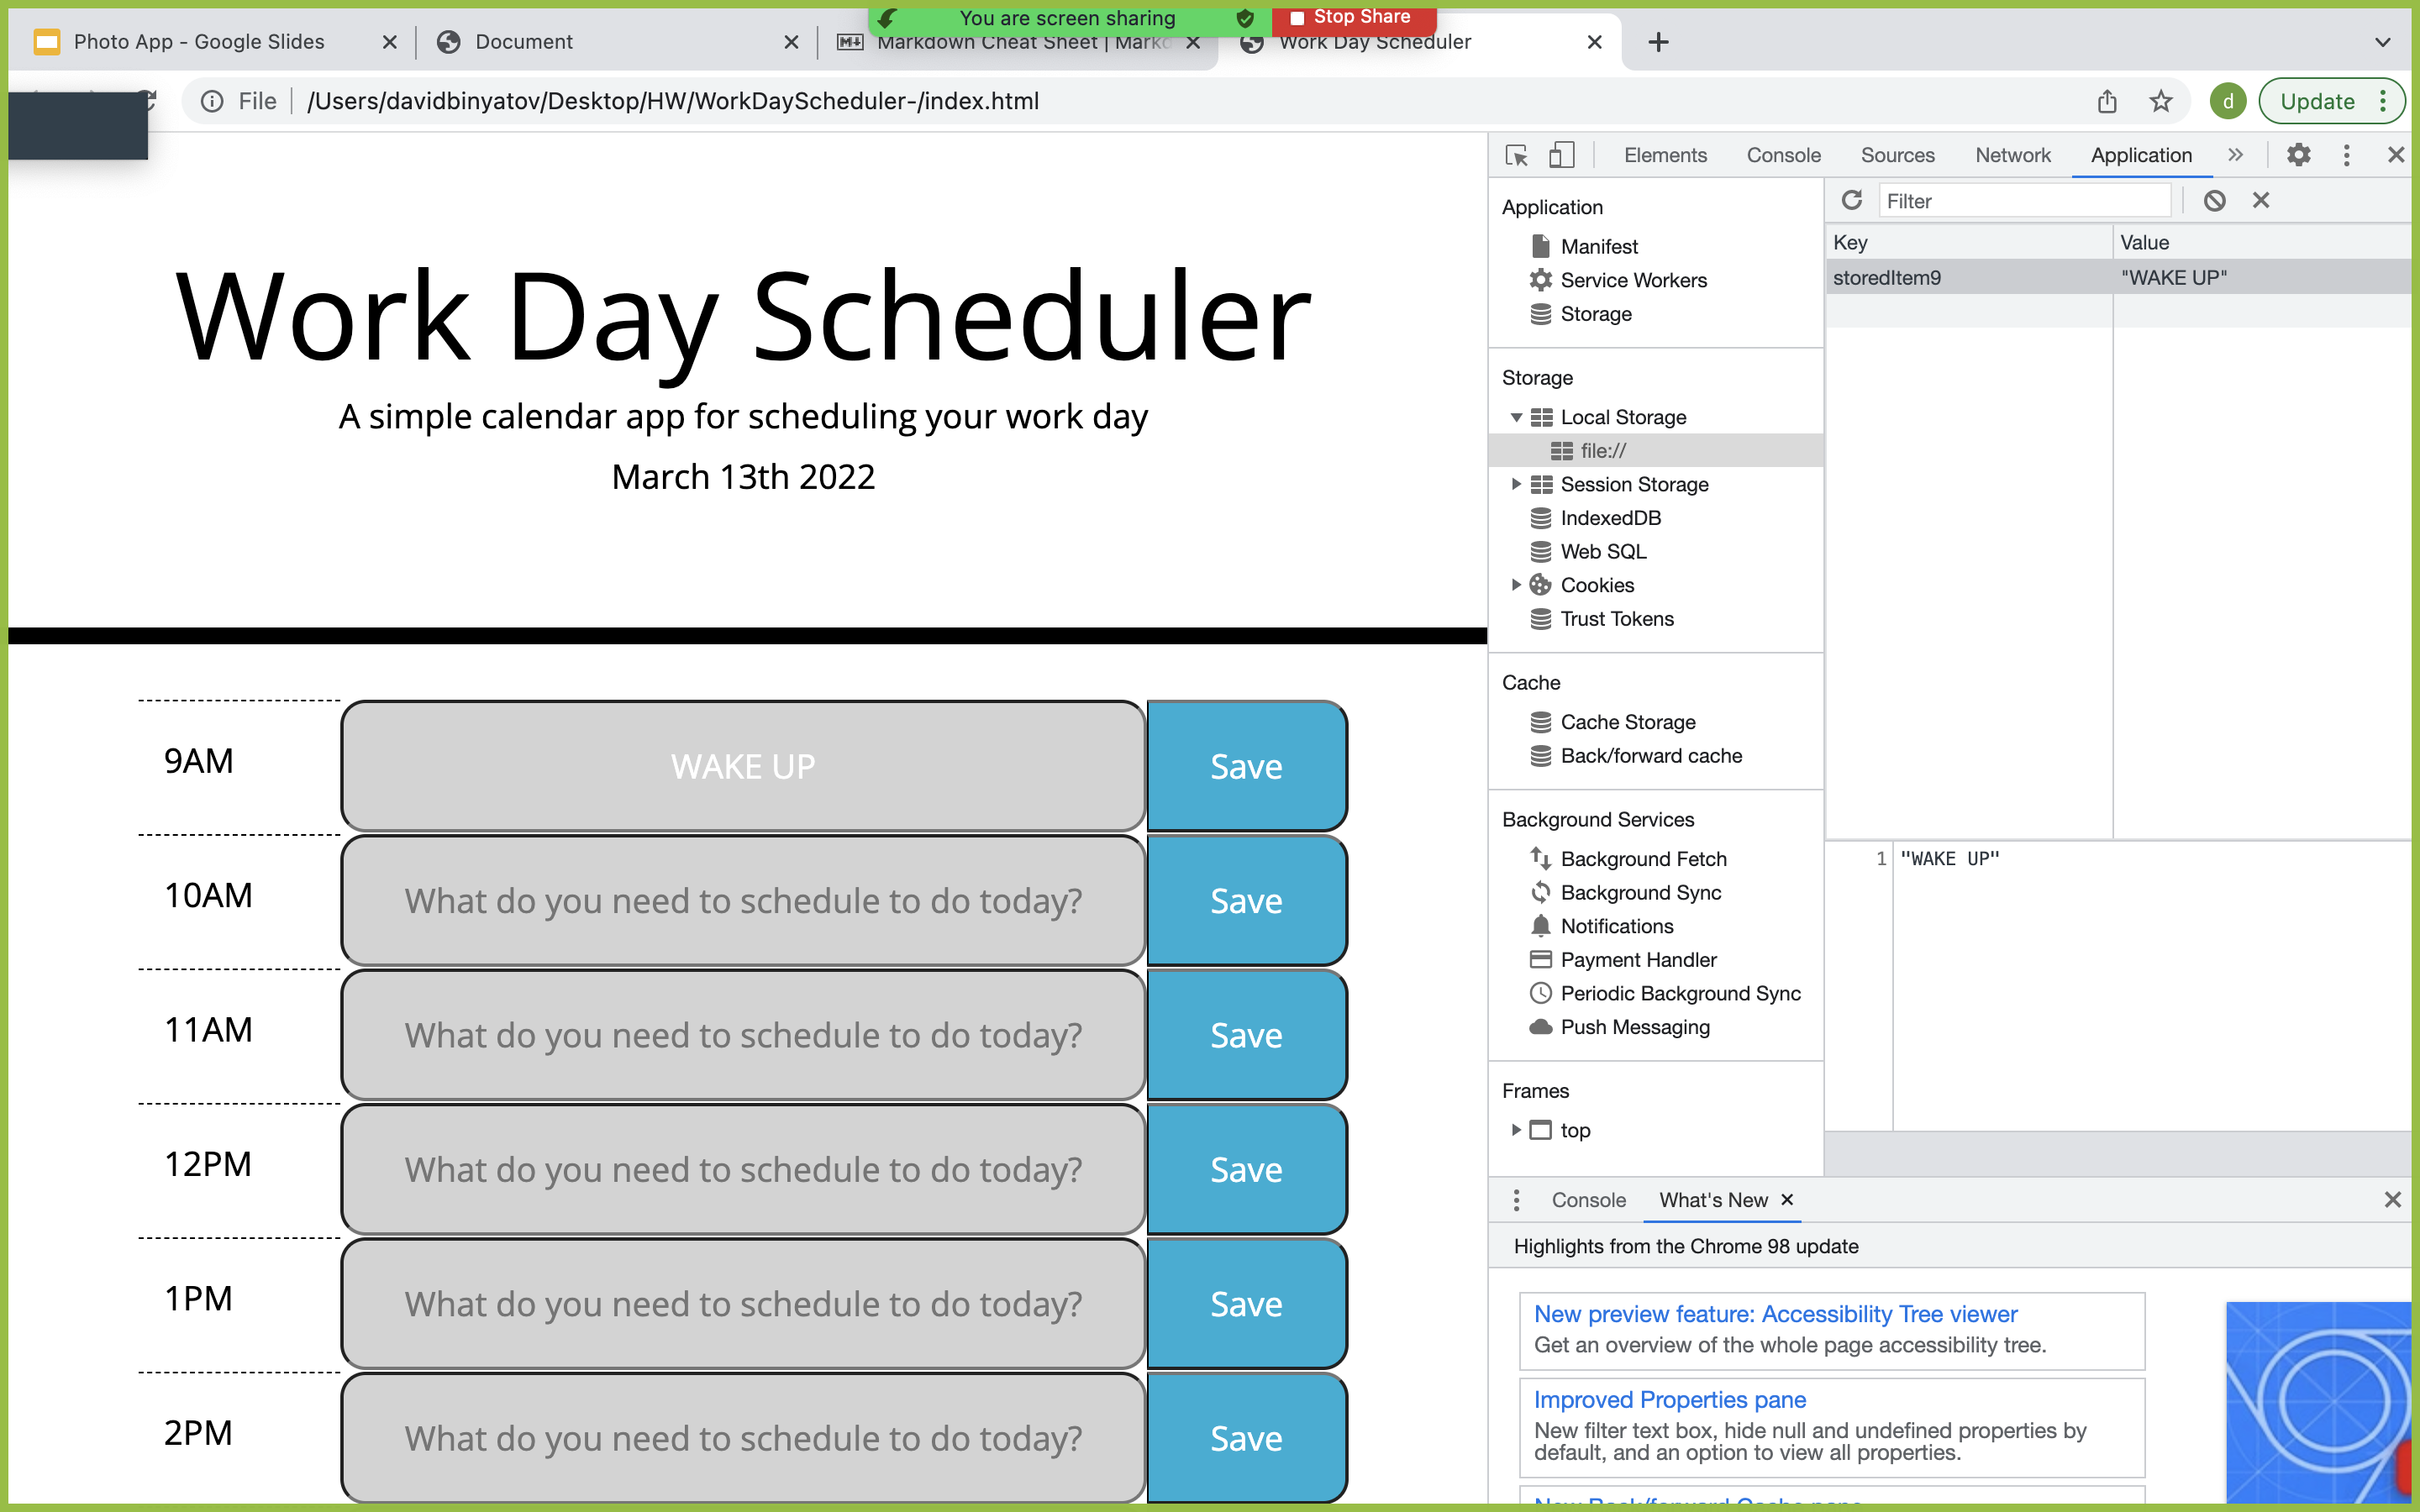 You are screen sharing
Stop Share
Photo App - Google Slides
Document
Markdown Cheat Sheet | Markd
Work Day Scheduler
File
/Users/davidbinyatov/Desktop/HW/WorkDayScheduler-/index.html
d
Update
Work Day Scheduler
A simple calendar app for scheduling your work day
March 13th 2022
9AM
WAKE UP
Save
10AM
What do you need to schedule to do today?
Save
11AM
What do you need to schedule to do today?
Save
12PM
What do you need to schedule to do today?
Save
1PM
What do you need to schedule to do today?
Save
2PM
What do you need to schedule to do today?
Save
Elements
Console
Sources
Network
Application
Application
Manifest
Service Workers
Storage
Storage
Local Storage
file://
Session Storage
IndexedDB
Web SQL
Cookies
Trust Tokens
Cache
Cache Storage
Back/forward cache
Background Services
Background Fetch
Background Sync
Notifications
Payment Handler
Periodic Background Sync
Push Messaging
Frames
top
Filter
Key
Value
storedItem9
"WAKE UP"
1
"WAKE UP"
Console
What's New
Highlights from the Chrome 98 update
New preview feature: Accessibility Tree viewer
Get an overview of the whole page accessibility tree.
Improved Properties pane
New filter text box, hide null and undefined properties by
default, and an option to view all properties.
New Back/forward Cache pane